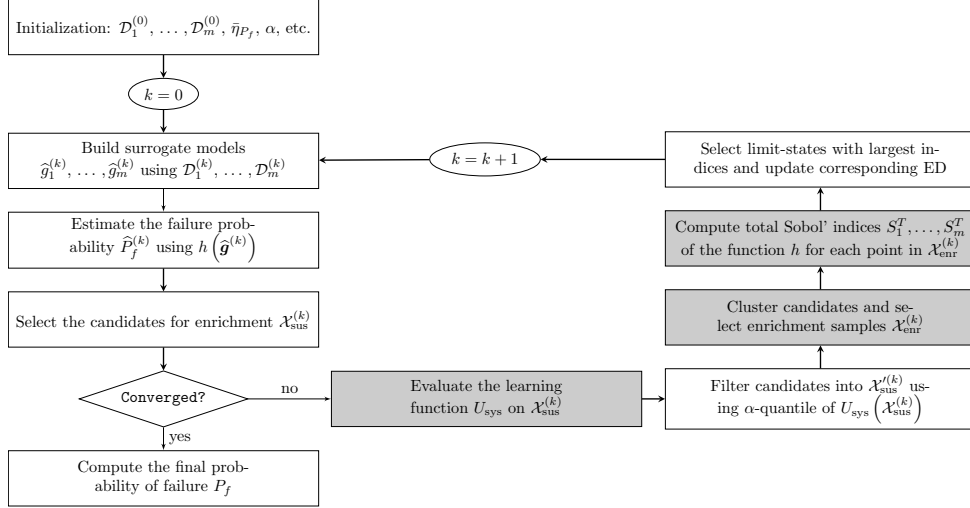 Initialization: $\mathcal{D}_1^{(0)}, \ldots, \mathcal{D}_m^{(0)}, \bar{\eta}_{P_f}, \alpha$, etc.
$k = 0$
Build surrogate models
$\widehat{g}_1^{(k)}, \ldots, \widehat{g}_m^{(k)}$ using $\mathcal{D}_1^{(k)}, \ldots, \mathcal{D}_m^{(k)}$
Estimate the failure prob-
ability $\widehat{P}_f^{(k)}$ using $h\left(\widehat{\boldsymbol{g}}^{(k)}\right)$
Select the candidates for enrichment $\mathcal{X}_{\text{sus}}^{(k)}$
Converged?
no
yes
Compute the final prob-
ability of failure $P_f$
Evaluate the learning
function $U_{\text{sys}}$ on $\mathcal{X}_{\text{sus}}^{(k)}$
Filter candidates into $\mathcal{X}_{\text{sus}}^{\prime(k)}$ us-
ing $\alpha$-quantile of $U_{\text{sys}}\left(\mathcal{X}_{\text{sus}}^{(k)}\right)$
Cluster candidates and se-
lect enrichment samples $\mathcal{X}_{\text{enr}}^{(k)}$
Compute total Sobol' indices $S_1^T, \ldots, S_m^T$
of the function $h$ for each point in $\mathcal{X}_{\text{enr}}^{(k)}$
Select limit-states with largest in-
dices and update corresponding ED
$k = k + 1$